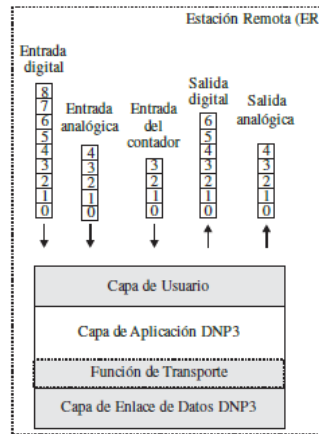 Estación Remota (ER
Entrada
digital
Entrada
analógica
Entrada
del
contador
Salida
digital
Salida
analógica
8
7
6
5
4
3
2
1
0
4
3
2
1
0
3
2
1
0
6
5
4
3
2
1
0
4
3
2
1
0
Capa de Usuario
Capa de Aplicación DNP3
Función de Transporte
Capa de Enlace de Datos DNP3